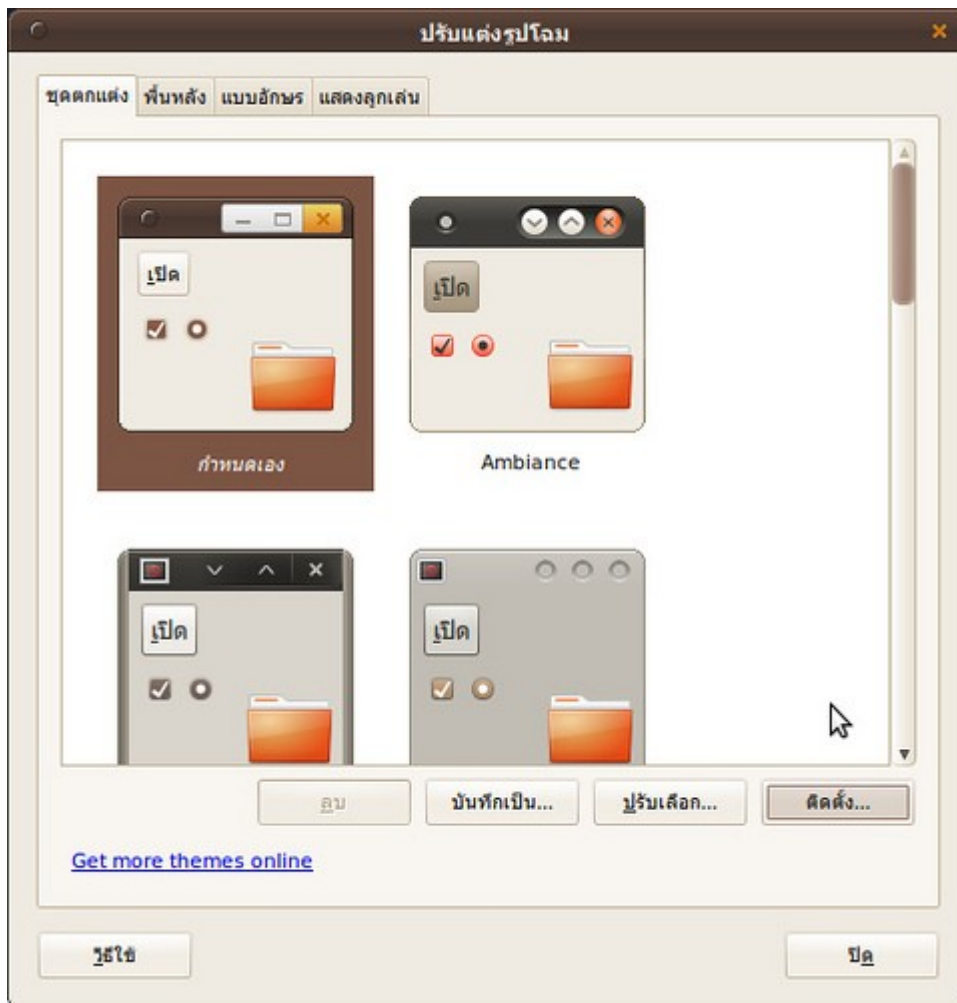 ปรับแต่งรูปโฉม
ชุดตกแต่ง พื้นหลัง แบบอักษร แสดงลูกเล่น
เปิด
เปิด
กำหนดเอง
Ambiance
เปิด
เปิด
ลบ บันทึกเป็น... ปรับเลือก... ติดตั้ง...
Get more themes online
วิธีใช้ ปิด